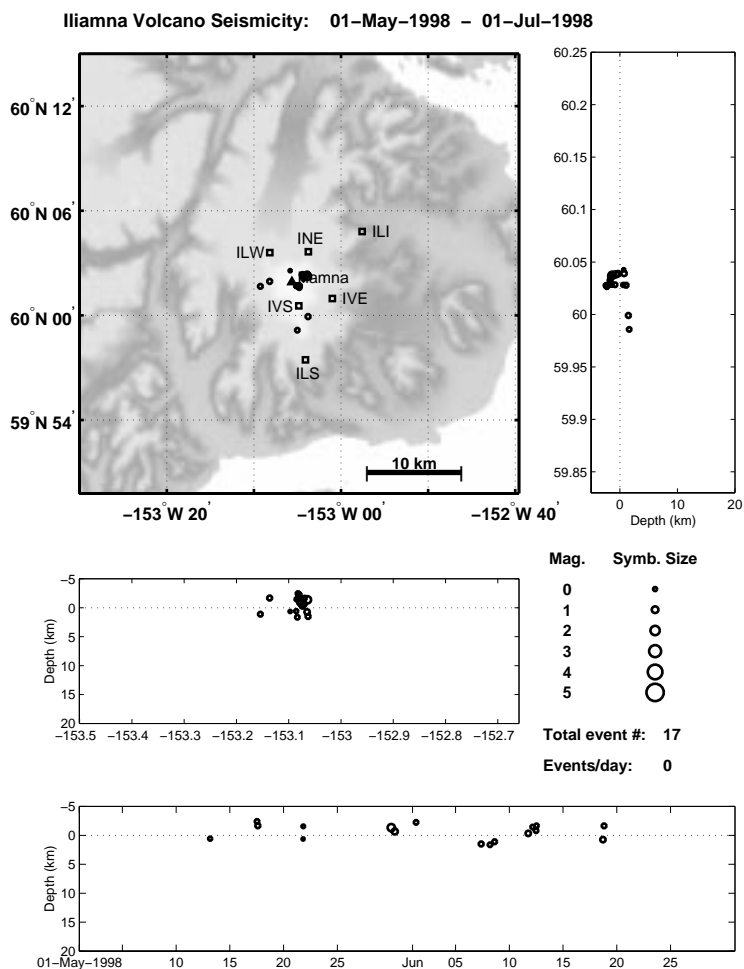 Iliamna Volcano Seismicity: 01−May−1998 − 01−Jul−1998
60°N 12'
60°N 06'
60°N 00'
59°N 54'
−153°W 20'
−153°W 00'
−152°W 40'
ILI
INE
ILW
Iliamna
IVE
IVS
ILS
10 km
60.25
60.2
60.15
60.1
60.05
60
59.95
59.9
59.85
0 10 20
Depth (km)
−5
0
5
10
15
20
Depth (km)
−153.5 −153.4 −153.3 −153.2 −153.1 −153 −152.9 −152.8 −152.7
Mag. Symb. Size
0
1
2
3
4
5
Total event #: 17
Events/day: 0
−5
0
5
10
15
20
Depth (km)
01−May−1998 10 15 20 25 Jun 05 10 15 20 25